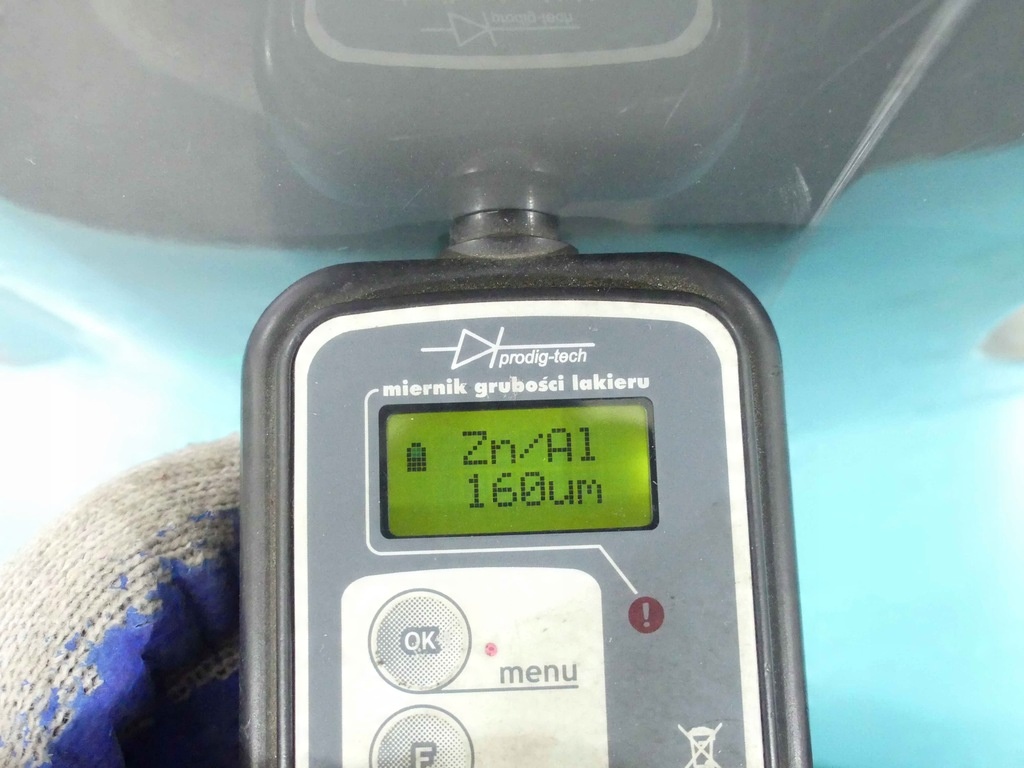 prodig-tech
miernik grubości lakieru
Zn/Al
160um
OK
menu
F